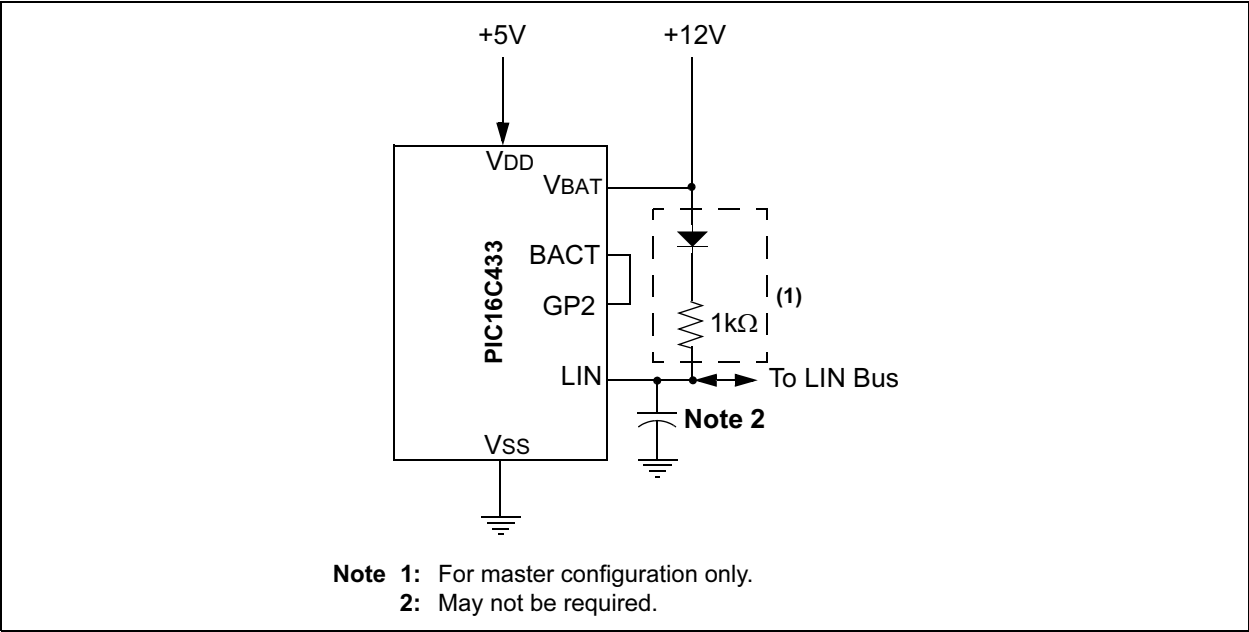 +5V
+12V
VDD
VBAT
BACT
PIC16C433
GP2
(1)
1kΩ
LIN
To LIN Bus
Note 2
VSS
Note 1: For master configuration only.
2: May not be required.